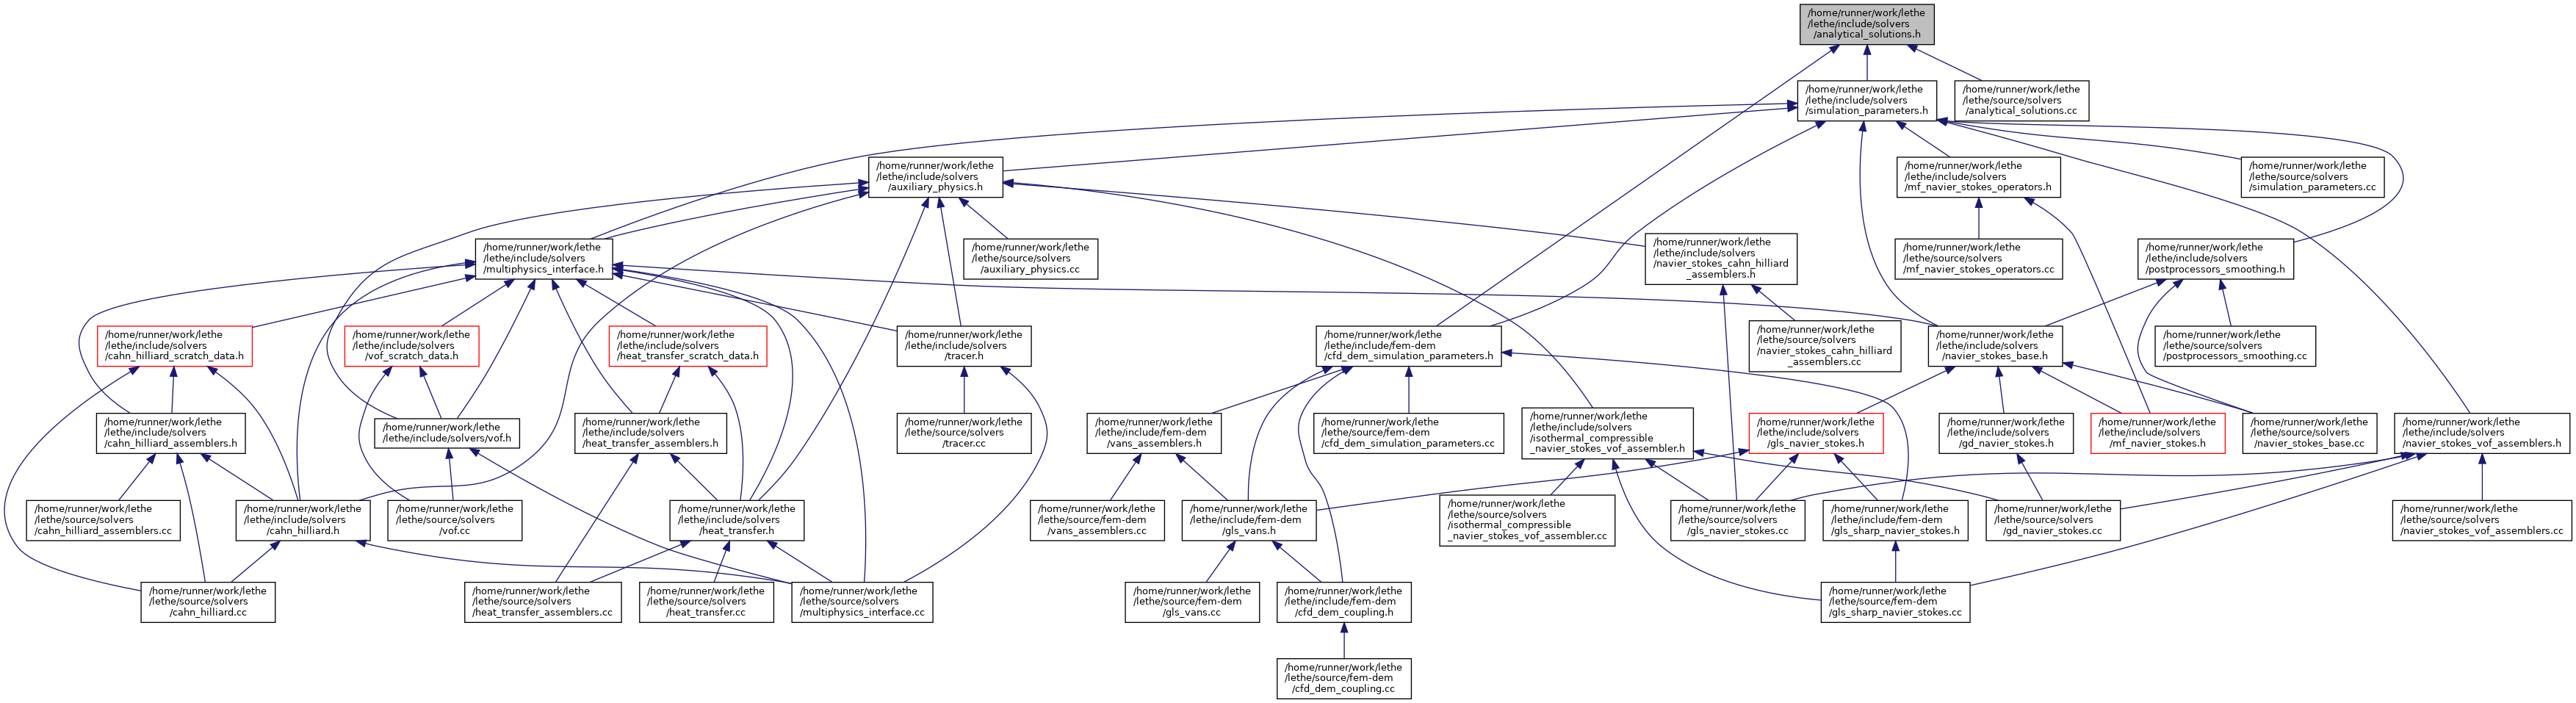 /home/runner/work/lethe
/lethe/include/solvers
/analytical_solutions.h
/home/runner/work/lethe
/lethe/include/solvers
/simulation_parameters.h
/home/runner/work/lethe
/lethe/source/solvers
/analytical_solutions.cc
/home/runner/work/lethe
/lethe/include/solvers
/auxiliary_physics.h
/home/runner/work/lethe
/lethe/include/solvers
/mf_navier_stokes_operators.h
/home/runner/work/lethe
/lethe/source/solvers
/simulation_parameters.cc
/home/runner/work/lethe
/lethe/include/solvers
/multiphysics_interface.h
/home/runner/work/lethe
/lethe/source/solvers
/auxiliary_physics.cc
/home/runner/work/lethe
/lethe/include/solvers
/navier_stokes_cahn_hilliard
_assemblers.h
/home/runner/work/lethe
/lethe/source/solvers
/mf_navier_stokes_operators.cc
/home/runner/work/lethe
/lethe/include/solvers
/postprocessors_smoothing.h
/home/runner/work/lethe
/lethe/include/solvers
/cahn_hilliard_scratch_data.h
/home/runner/work/lethe
/lethe/include/solvers
/vof_scratch_data.h
/home/runner/work/lethe
/lethe/include/solvers
/heat_transfer_scratch_data.h
/home/runner/work/lethe
/lethe/include/solvers
/tracer.h
/home/runner/work/lethe
/lethe/include/fem-dem
/cfd_dem_simulation_parameters.h
/home/runner/work/lethe
/lethe/source/solvers
/navier_stokes_cahn_hilliard
_assemblers.cc
/home/runner/work/lethe
/lethe/include/solvers
/navier_stokes_base.h
/home/runner/work/lethe
/lethe/source/solvers
/postprocessors_smoothing.cc
/home/runner/work/lethe
/lethe/include/solvers
/cahn_hilliard_assemblers.h
/home/runner/work/lethe
/lethe/include/solvers/vof.h
/home/runner/work/lethe
/lethe/include/solvers
/heat_transfer_assemblers.h
/home/runner/work/lethe
/lethe/source/solvers
/tracer.cc
/home/runner/work/lethe
/lethe/include/fem-dem
/vans_assemblers.h
/home/runner/work/lethe
/lethe/source/fem-dem
/cfd_dem_simulation_parameters.cc
/home/runner/work/lethe
/lethe/include/solvers
/isothermal_compressible
_navier_stokes_vof_assembler.h
/home/runner/work/lethe
/lethe/include/solvers
/gls_navier_stokes.h
/home/runner/work/lethe
/lethe/include/solvers
/gd_navier_stokes.h
/home/runner/work/lethe
/lethe/include/solvers
/mf_navier_stokes.h
/home/runner/work/lethe
/lethe/source/solvers
/navier_stokes_base.cc
/home/runner/work/lethe
/lethe/include/solvers
/navier_stokes_vof_assemblers.h
/home/runner/work/lethe
/lethe/source/solvers
/cahn_hilliard_assemblers.cc
/home/runner/work/lethe
/lethe/include/solvers
/cahn_hilliard.h
/home/runner/work/lethe
/lethe/source/solvers
/vof.cc
/home/runner/work/lethe
/lethe/include/solvers
/heat_transfer.h
/home/runner/work/lethe
/lethe/source/fem-dem
/vans_assemblers.cc
/home/runner/work/lethe
/lethe/include/fem-dem
/gls_vans.h
/home/runner/work/lethe
/lethe/source/solvers
/isothermal_compressible
_navier_stokes_vof_assembler.cc
/home/runner/work/lethe
/lethe/source/solvers
/gls_navier_stokes.cc
/home/runner/work/lethe
/lethe/include/fem-dem
/gls_sharp_navier_stokes.h
/home/runner/work/lethe
/lethe/source/solvers
/gd_navier_stokes.cc
/home/runner/work/lethe
/lethe/source/solvers
/navier_stokes_vof_assemblers.cc
/home/runner/work/lethe
/lethe/source/solvers
/cahn_hilliard.cc
/home/runner/work/lethe
/lethe/source/solvers
/heat_transfer_assemblers.cc
/home/runner/work/lethe
/lethe/source/solvers
/heat_transfer.cc
/home/runner/work/lethe
/lethe/source/solvers
/multiphysics_interface.cc
/home/runner/work/lethe
/lethe/source/fem-dem
/gls_vans.cc
/home/runner/work/lethe
/lethe/include/fem-dem
/cfd_dem_coupling.h
/home/runner/work/lethe
/lethe/source/fem-dem
/gls_sharp_navier_stokes.cc
/home/runner/work/lethe
/lethe/source/fem-dem
/cfd_dem_coupling.cc